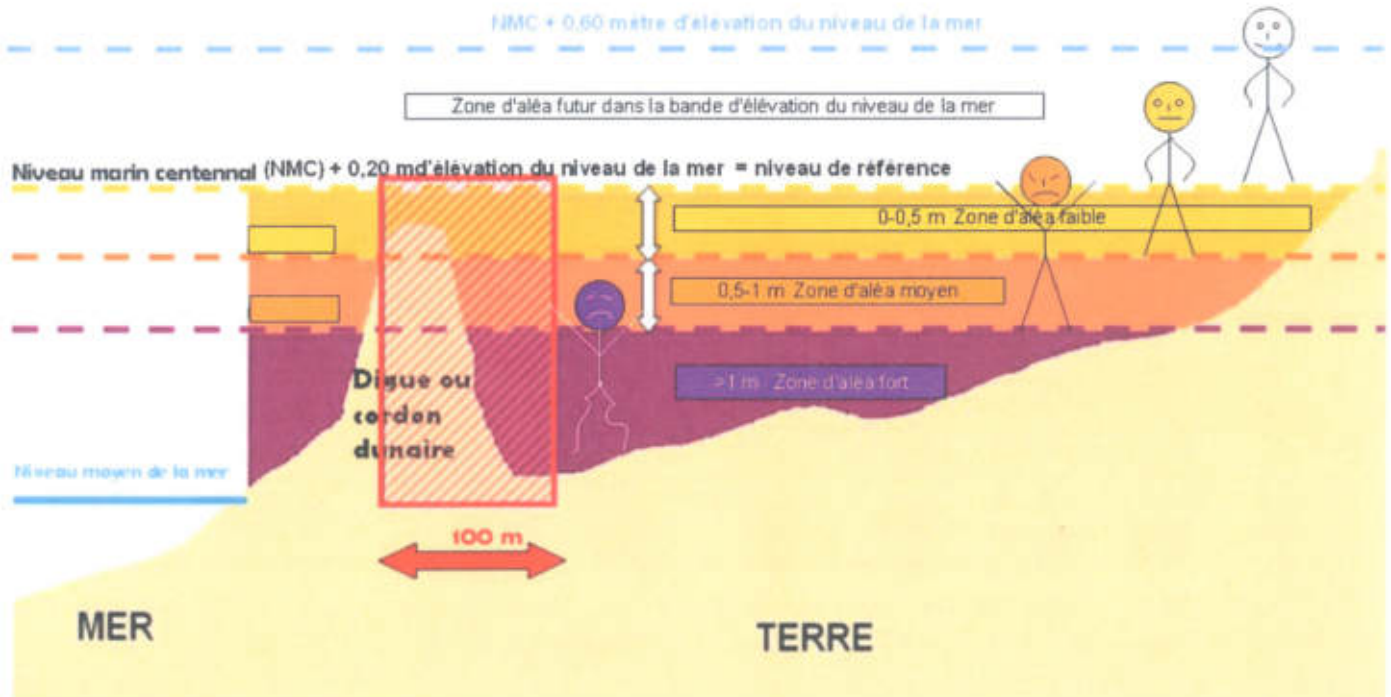 NMC + 0,60 mètre d'élévation du niveau de la mer
Zone d'aléa futur dans la bande d'élévation du niveau de la mer
Niveau marin centennal (NMC) + 0,20 md'élévation du niveau de la mer = niveau de référence
0-0,5 m Zone d'aléa faible
0,5-1 m Zone d'aléa moyen
>1 m Zone d'aléa fort
Digue ou
cordon
dunaire
Niveau moyen de la mer
100 m
MER
TERRE